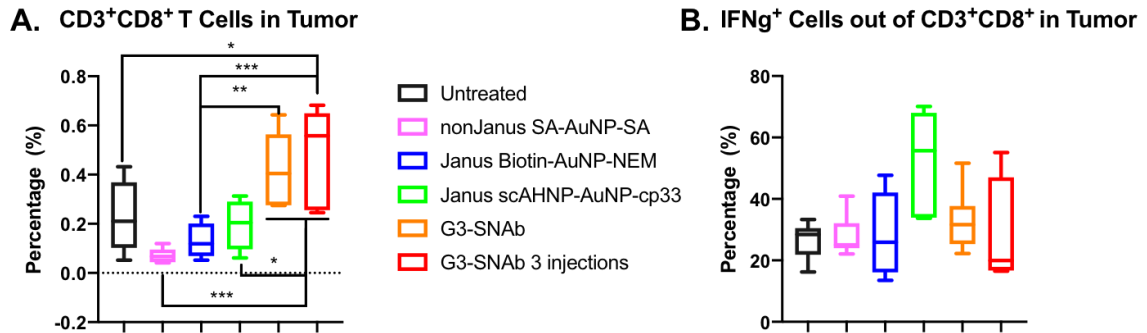 A. CD3⁺CD8⁺ T Cells in Tumor
Percentage (%)
0.8
0.6
0.4
0.2
0.0
-0.2
*
***
**
*
***
Untreated
nonJanus SA-AuNP-SA
Janus Biotin-AuNP-NEM
Janus scAHNP-AuNP-cp33
G3-SNAb
G3-SNAb 3 injections
B. IFNg⁺ Cells out of CD3⁺CD8⁺ in Tumor
Percentage (%)
80
60
40
20
0